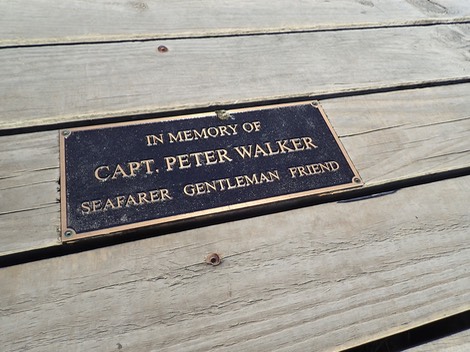 IN MEMORY OF
CAPT. PETER WALKER
SEAFARER GENTLEMAN FRIEND